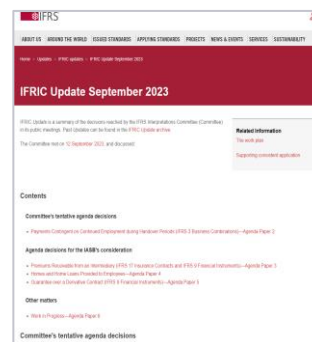 IFRS
ABOUT US AROUND THE WORLD ISSUED STANDARDS APPLYING STANDARDS PROJECTS NEWS & EVENTS SERVICES SUSTAINABILITY
Home Updates IFRIC Updates IFRIC Update September 2023
IFRIC Update September 2023
IFRIC Update is a summary of the decisions reached by the IFRS Interpretations Committee (Committee)
in its public meetings. Past Updates can be found in the IFRIC Update archive.
The Committee met on 12 September 2023, and discussed:
Related Information
The work plan
Supporting consistent application
Contents
Committee's tentative agenda decisions
• Payments Contingent on Continued Employment during Handover Periods (IFRS 3 Business Combinations)—Agenda Paper 2
Agenda decisions for the IASB's consideration
• Premiums Receivable from an Intermediary (IFRS 17 Insurance Contracts and IFRS 9 Financial Instruments)—Agenda Paper 3
• Homes and Home Loans Provided to Employees—Agenda Paper 4
• Guarantee over a Derivative Contract (IFRS 9 Financial Instruments)—Agenda Paper 5
Other matters
• Work in Progress—Agenda Paper 6
Committee's tentative agenda decisions